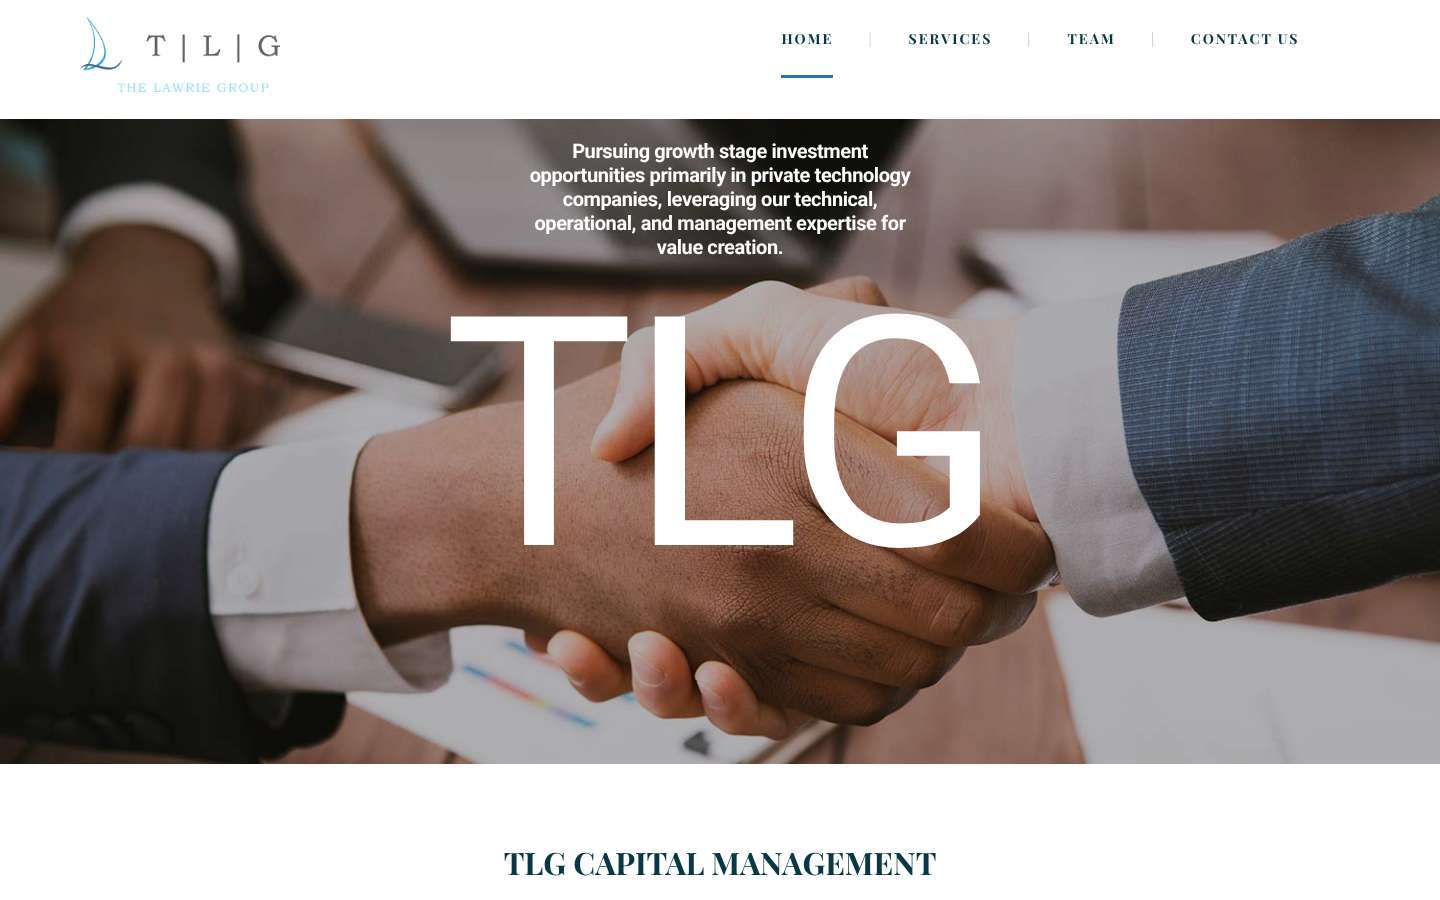 T | L | G
THE LAWRIE GROUP
HOME
SERVICES
TEAM
CONTACT US
Pursuing growth stage investment
opportunities primarily in private technology
companies, leveraging our technical,
operational, and management expertise for
value creation.
TLG
TLG CAPITAL MANAGEMENT